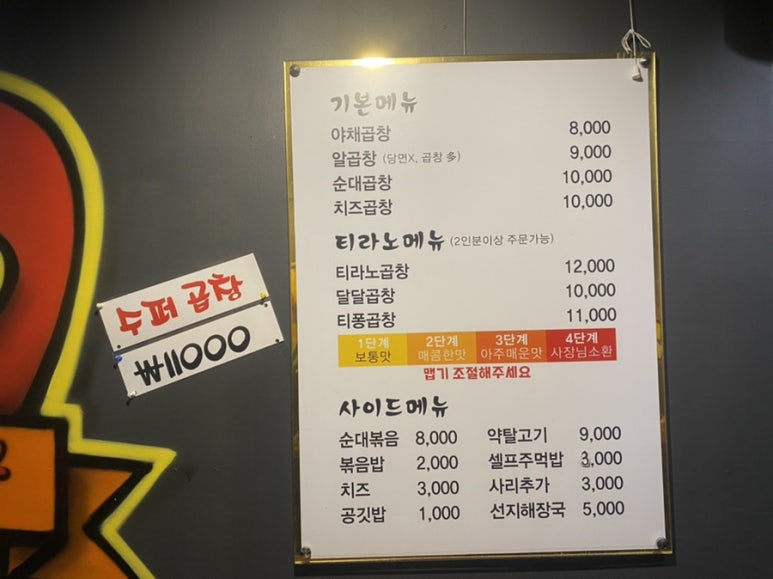 기본메뉴
야채곱창 8,000
알곱창 (당면X, 곱창 多) 9,000
순대곱창 10,000
치즈곱창 10,000
티라노메뉴 (2인분이상 주문가능)
티라노곱창 12,000
달달곱창 10,000
티퐁곱창 11,000
1단계 2단계 3단계 4단계
보통맛 매콤한맛 아주매운맛 사장님소환
맵기 조절해주세요
사이드메뉴
순대볶음 8,000 약탈고기 9,000
볶음밥 2,000 셀프주먹밥 3,000
치즈 3,000 사리추가 3,000
공깃밥 1,000 선지해장국 5,000